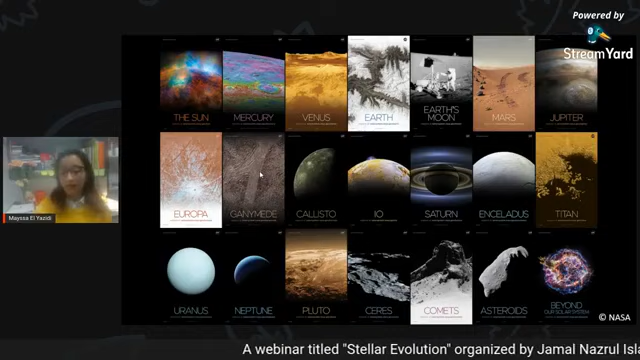 Powered by
StreamYard
THE SUN
MERCURY
VENUS
EARTH
EARTH'S
MOON
MARS
JUPITER
EUROPA
GANYMEDE
CALLISTO
IO
SATURN
ENCELADUS
TITAN
URANUS
NEPTUNE
PLUTO
CERES
COMETS
ASTEROIDS
BEYOND
OUR SOLAR SYSTEM
Mayssa El Yazidi
© NASA
A webinar titled "Stellar Evolution" organized by Jamal Nazrul Isla